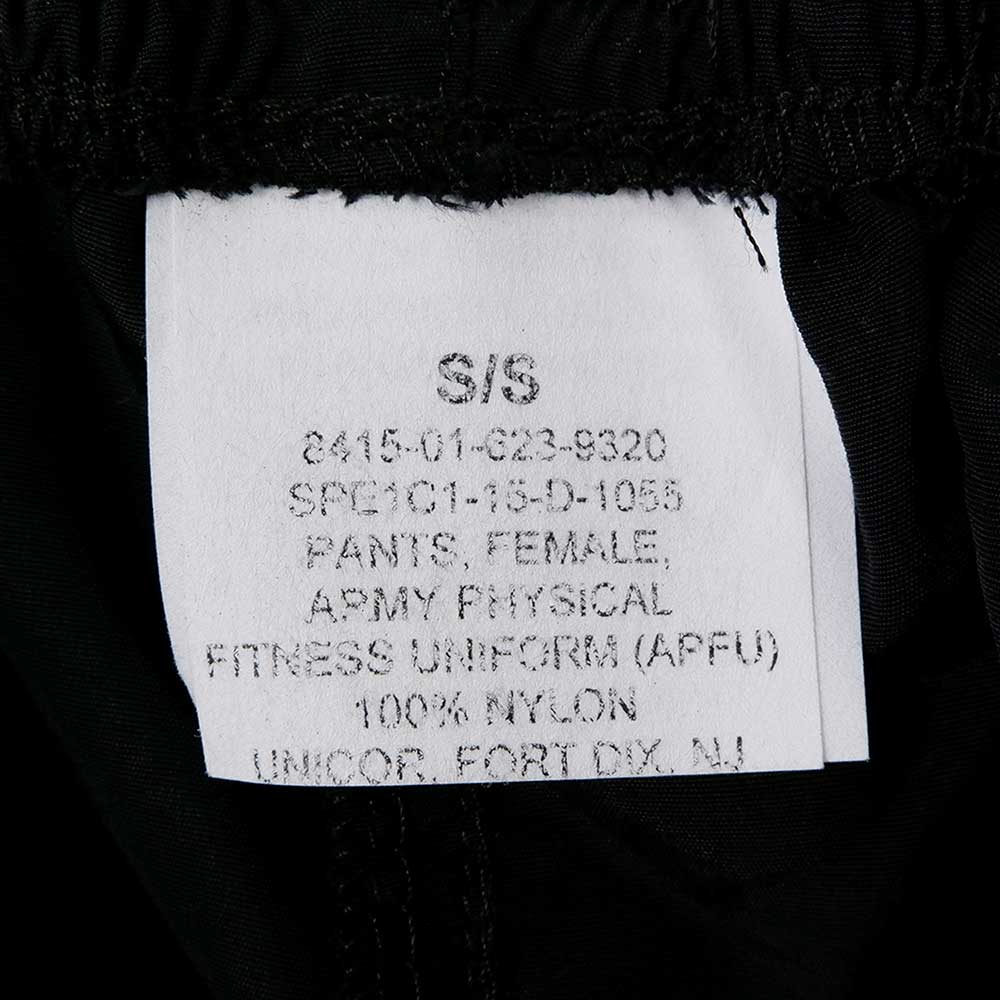 S/S
8415-01-623-9320
SPE1C1-15-D-1055
PANTS, FEMALE,
ARMY PHYSICAL
FITNESS UNIFORM (APFU)
100% NYLON
UNICOR, FORT DIX, NJ